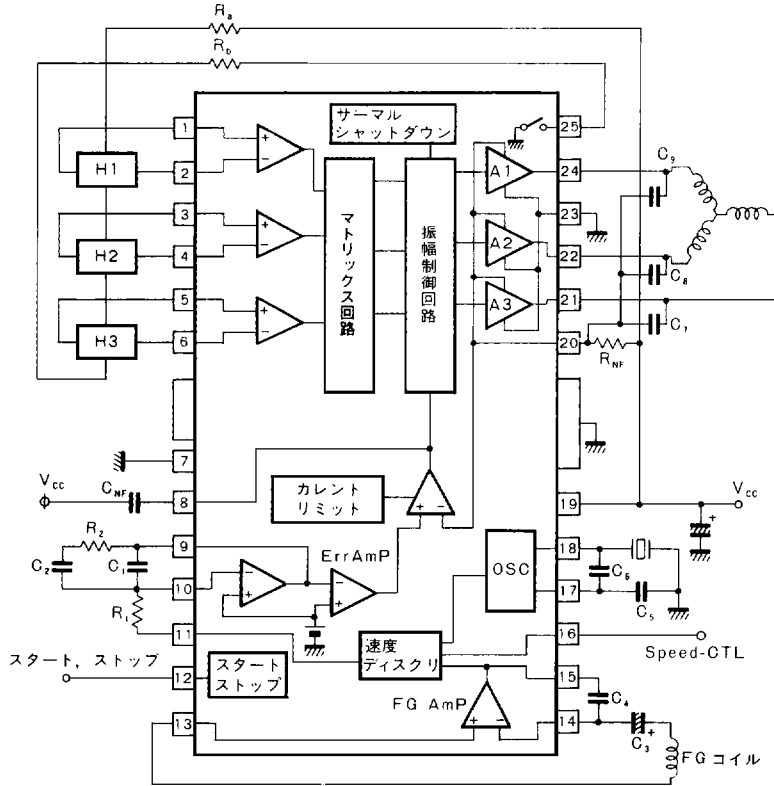 Ra
Rb
サーマル
シャットダウン
1
2
3
4
5
6
7
8
9
10
11
12
13
H1
H2
H3
+
−
+
−
+
−
マトリックス回路
振幅制御回路
A1
A2
A3
25
24
23
22
21
20
19
18
17
16
15
14
C9
C8
C7
RNF
Vcc
CNF
カレント
リミット
+ −
Vcc
+
R2
C2
C1
R1
−
+
ErrAmP
−
+
OSC
C6
C5
速度
ディスクリ
Speed-CTL
スタート, ストップ
スタート
ストップ
FG AmP
+ −
C4
C3
+
FGコイル